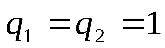 q₁ = q₂ = 1